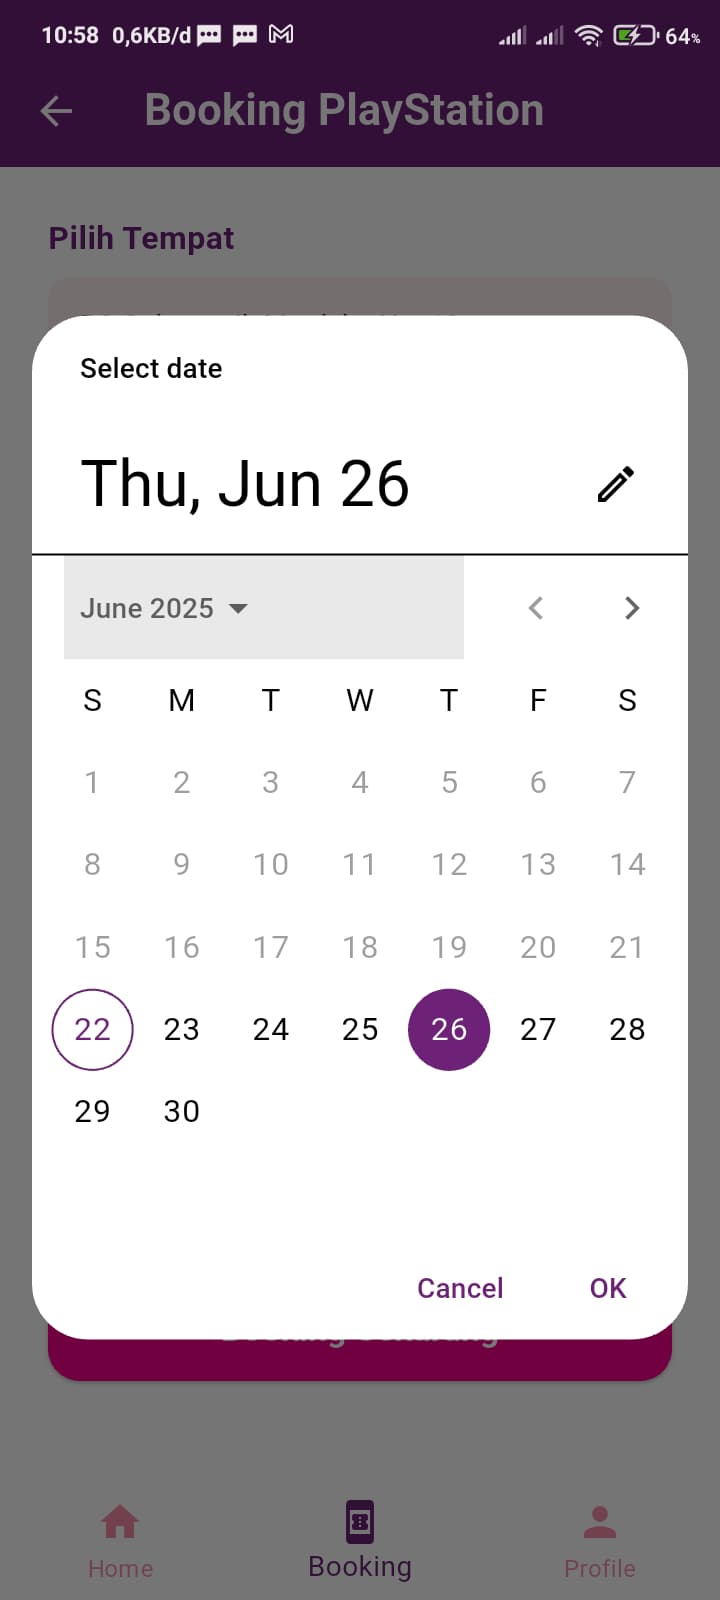 10:58 0,6KB/d 64%
Booking PlayStation
Pilih Tempat
Select date
Thu, Jun 26
June 2025
S M T W T F S
1 2 3 4 5 6 7
8 9 10 11 12 13 14
15 16 17 18 19 20 21
22 23 24 25 26 27 28
29 30
Cancel OK
Home Booking Profile